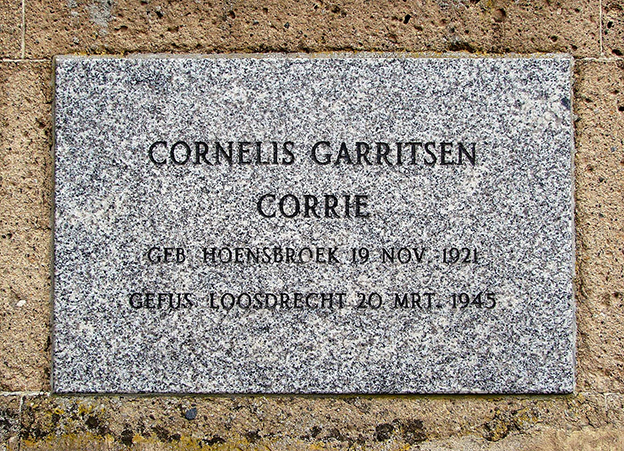 CORNELIS GARRITSEN
CORRIE
GEB. HOENSBROEK 19 NOV. 1921
GEFUS. LOOSDRECHT 20 MRT. 1945